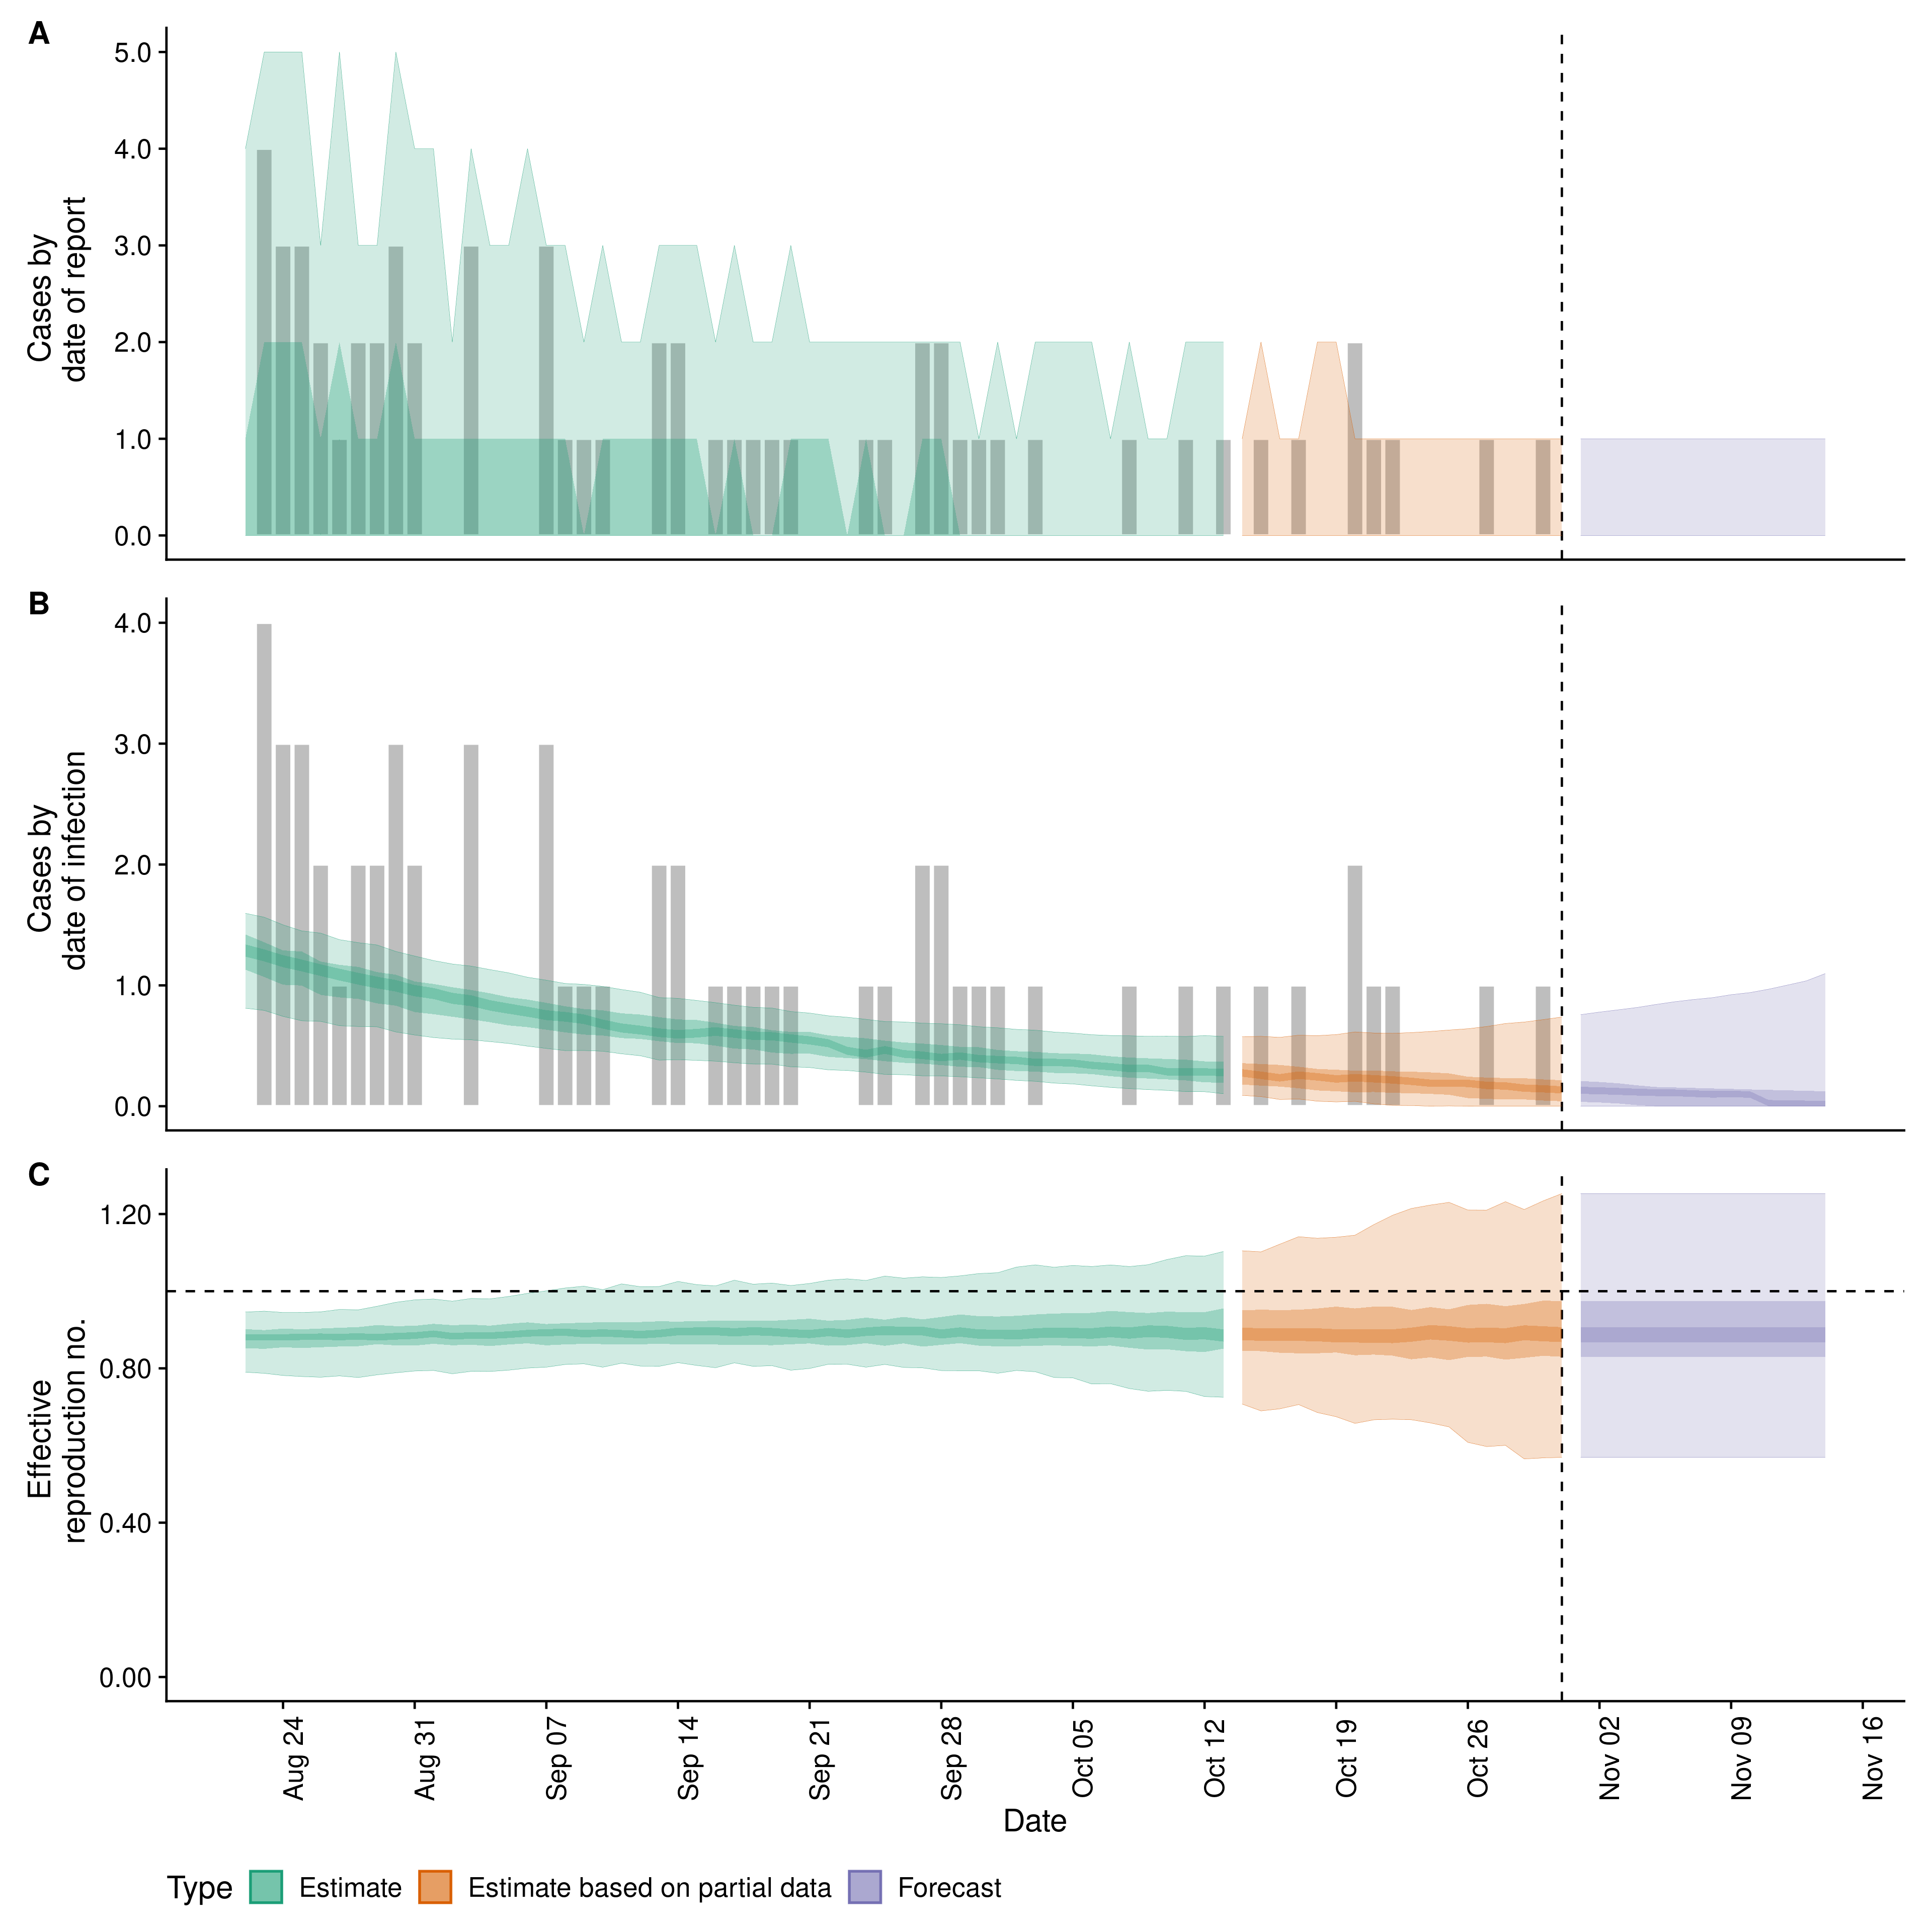 A
Cases by
date of report
5.0
4.0
3.0
2.0
1.0
0.0
B
Cases by
date of infection
4.0
3.0
2.0
1.0
0.0
C
Effective
reproduction no.
1.20
0.80
0.40
0.00
Aug 24
Aug 31
Sep 07
Sep 14
Sep 21
Sep 28
Oct 05
Oct 12
Oct 19
Oct 26
Nov 02
Nov 09
Nov 16
Date
Type Estimate Estimate based on partial data Forecast